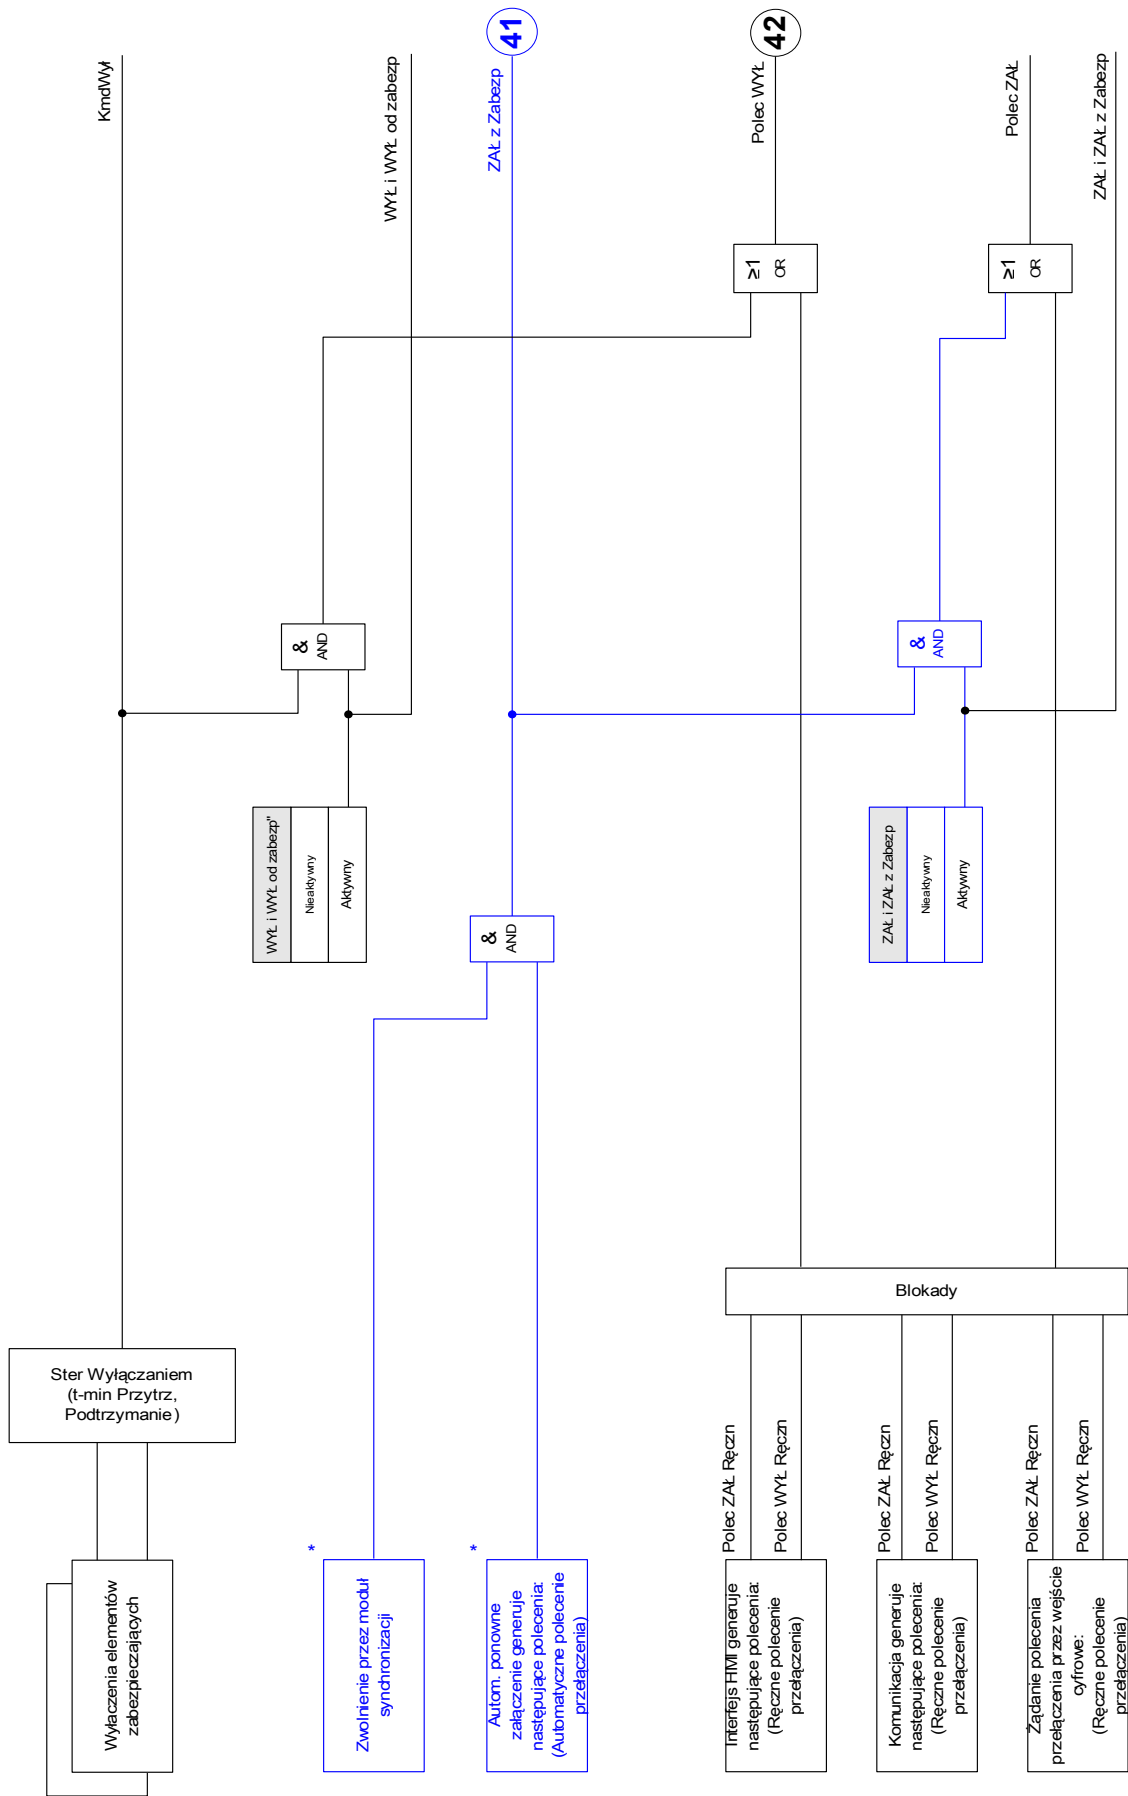 Wyłaczenia elementów
zabezpieczających
Ster Wyłączaniem
(t-min Przytrz,
Podtrzymanie)
KmdWył
WYŁ i WYŁ od zabezp"
Nieaktywny
Aktywny
&
AND
WYŁ i WYŁ od zabezp
*
Zwolnienie przez moduł
synchronizacji
*
Autom. ponowne
załączenie generuje
następujące polecenia:
(Automatyczne polecenie
przełączenia)
&
AND
ZAŁ z Zabezp
41
Interfejs HMI generuje
następujące polecenia:
(Ręczne polecenie
przełączenia)
Polec ZAŁ Ręczn
Polec WYŁ Ręczn
Komunikacja generuje
następujące polecenia:
(Ręczne polecenie
przełączenia)
Polec ZAŁ Ręczn
Polec WYŁ Ręczn
Żądanie polecenia
przełączenia przez wejście
cyfrowe:
(Ręczne polecenie
przełączenia)
Polec ZAŁ Ręczn
Polec WYŁ Ręczn
Blokady
≥1
OR
Polec WYŁ
42
ZAŁ i ZAŁ z Zabezp
Nieaktywny
Aktywny
&
AND
≥1
OR
Polec ZAŁ
ZAŁ i ZAŁ z Zabezp